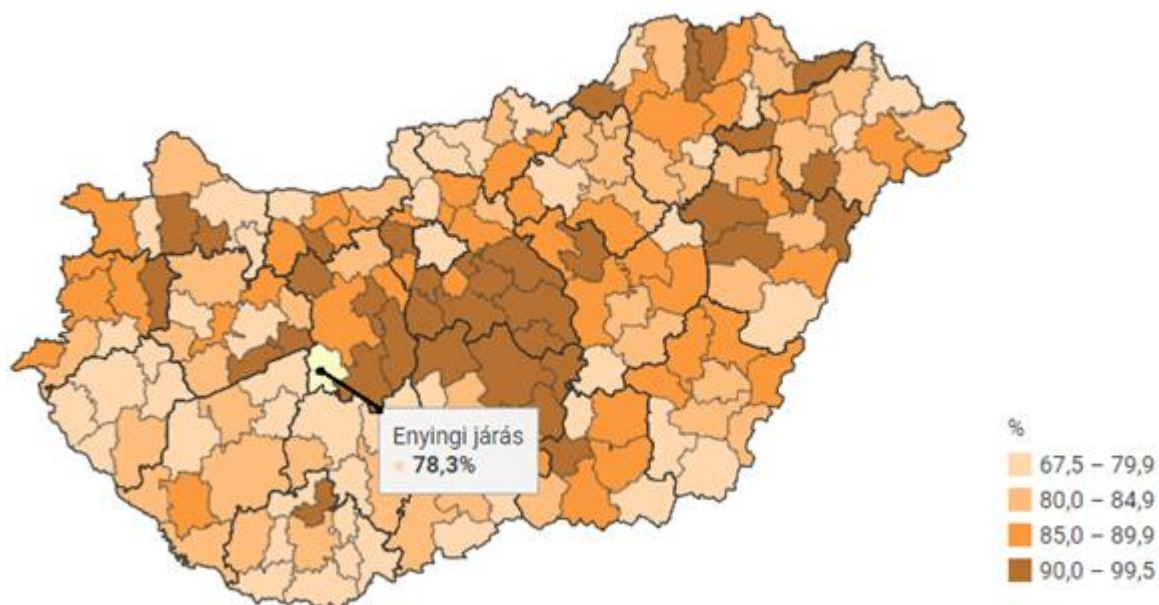 Enyingi járás
78,3%
%
67,5 – 79,9
80,0 – 84,9
85,0 – 89,9
90,0 – 99,5